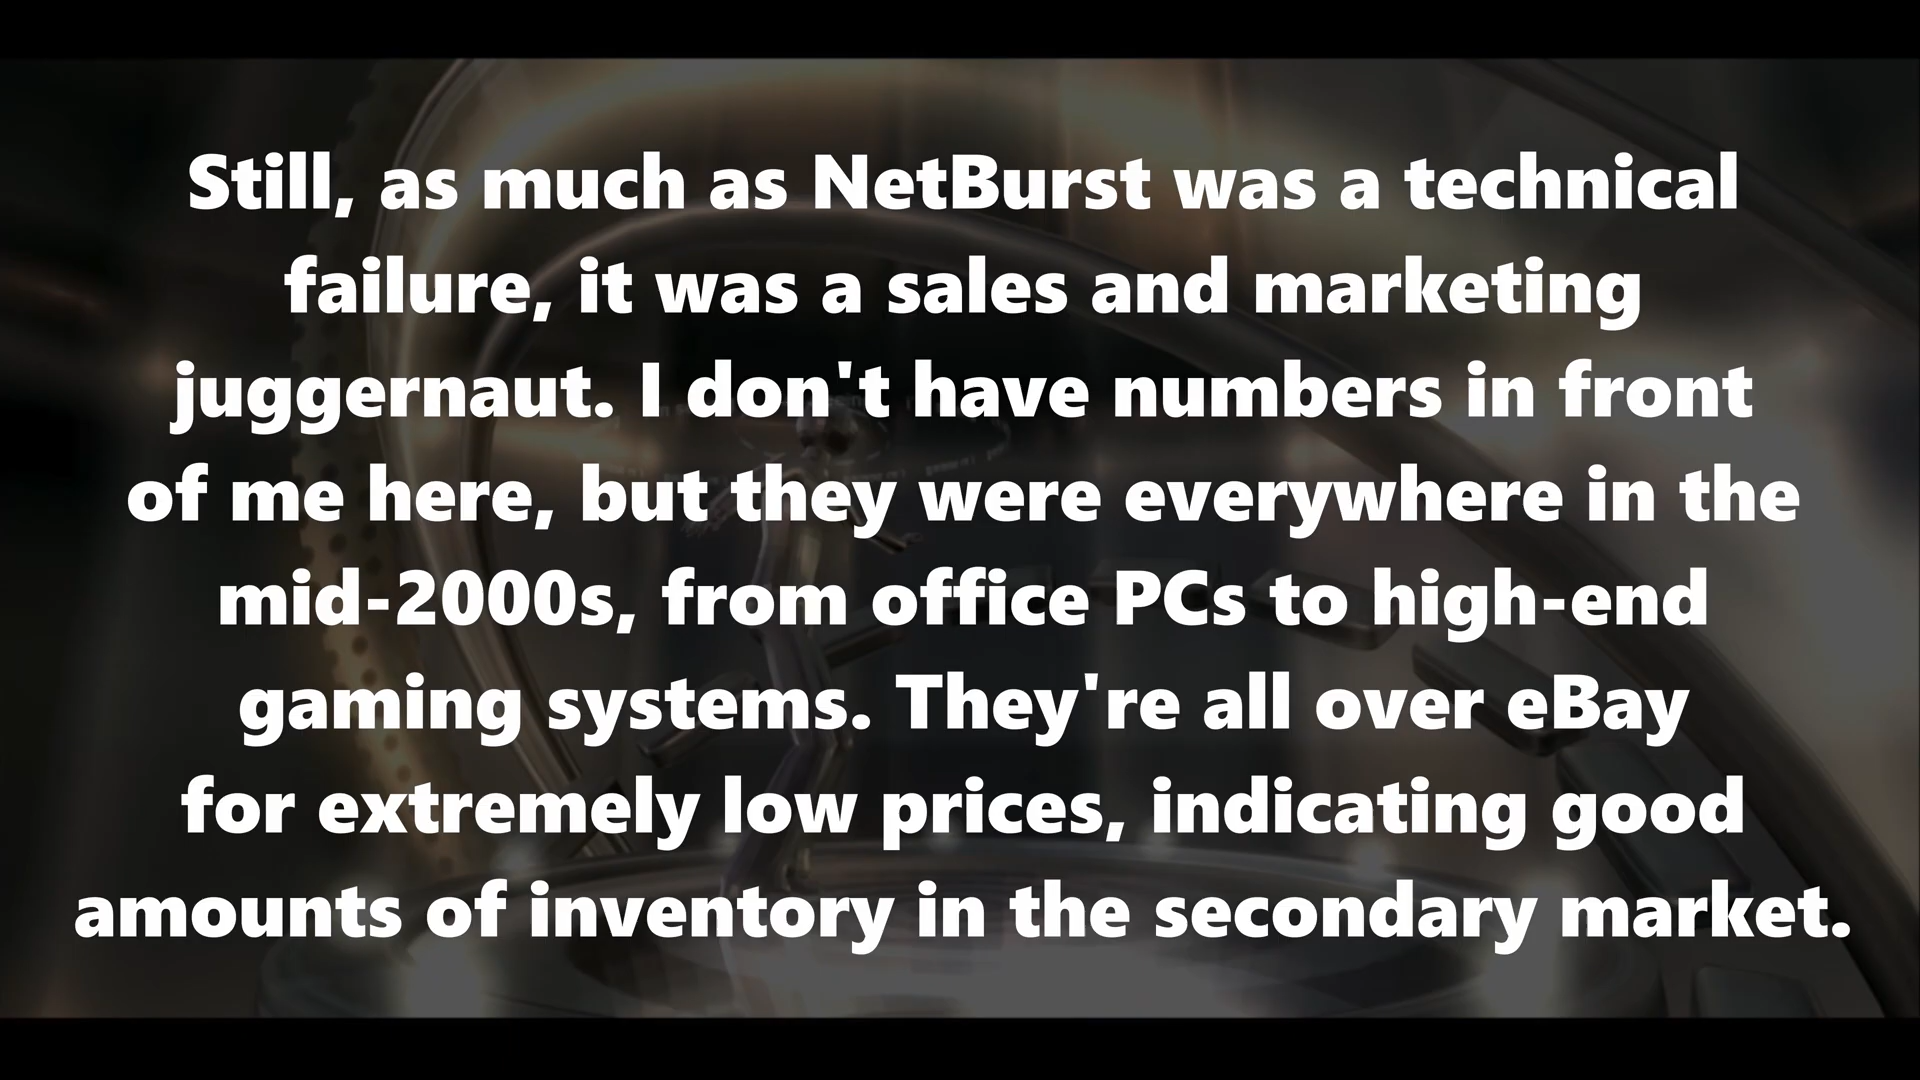 Still, as much as NetBurst was a technical
failure, it was a sales and marketing
juggernaut. I don't have numbers in front
of me here, but they were everywhere in the
mid-2000s, from office PCs to high-end
gaming systems. They're all over eBay
for extremely low prices, indicating good
amounts of inventory in the secondary market.